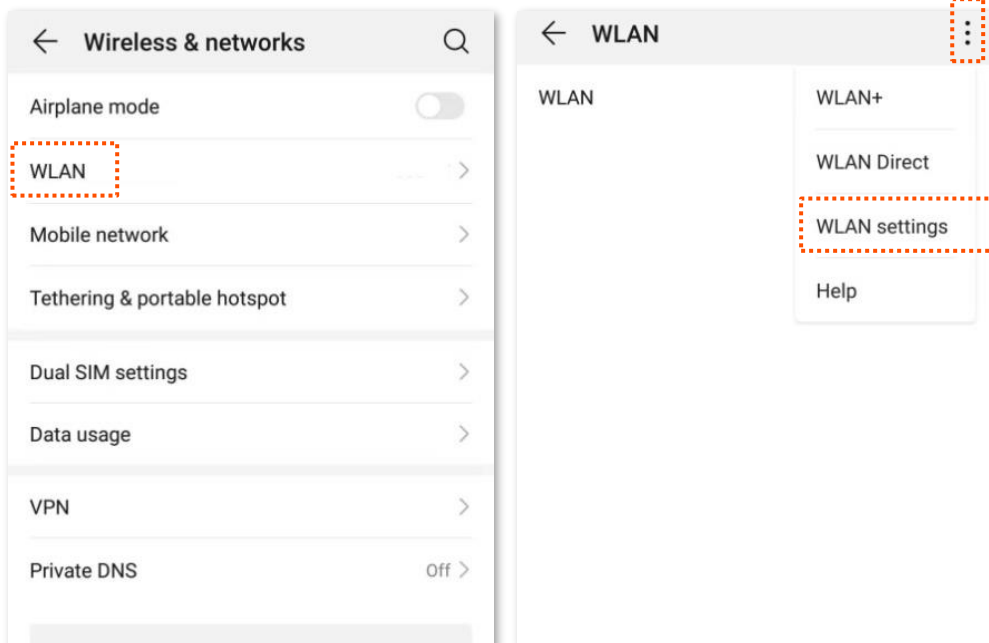 Wireless & networks
Airplane mode
WLAN
Mobile network
Tethering & portable hotspot
Dual SIM settings
Data usage
VPN
Private DNS Off
WLAN
WLAN
WLAN+
WLAN Direct
WLAN settings
Help